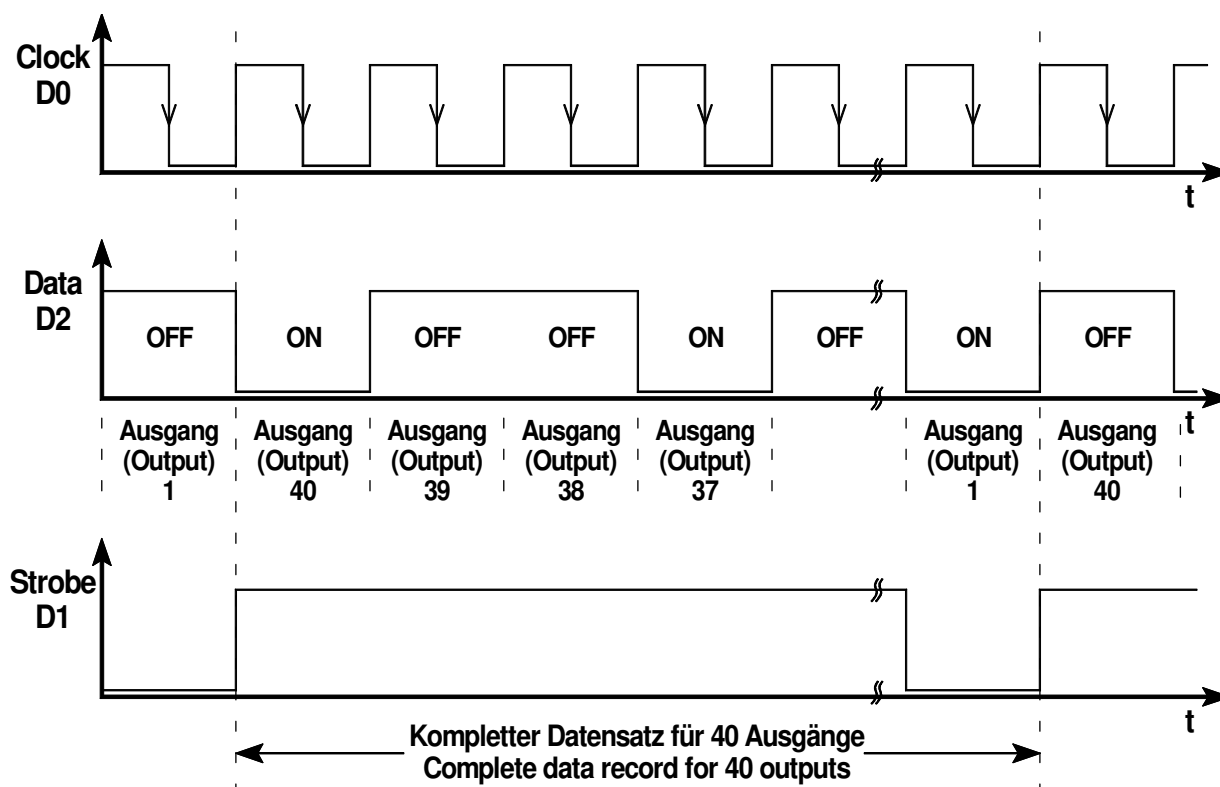 Clock
D0
t
Data
D2
OFF ON OFF OFF ON OFF ON OFF
t
Ausgang Ausgang Ausgang Ausgang Ausgang Ausgang Ausgang
(Output) (Output) (Output) (Output) (Output) (Output) (Output)
1 40 39 38 37 1 40
Strobe
D1
t
Kompletter Datensatz für 40 Ausgänge
Complete data record for 40 outputs